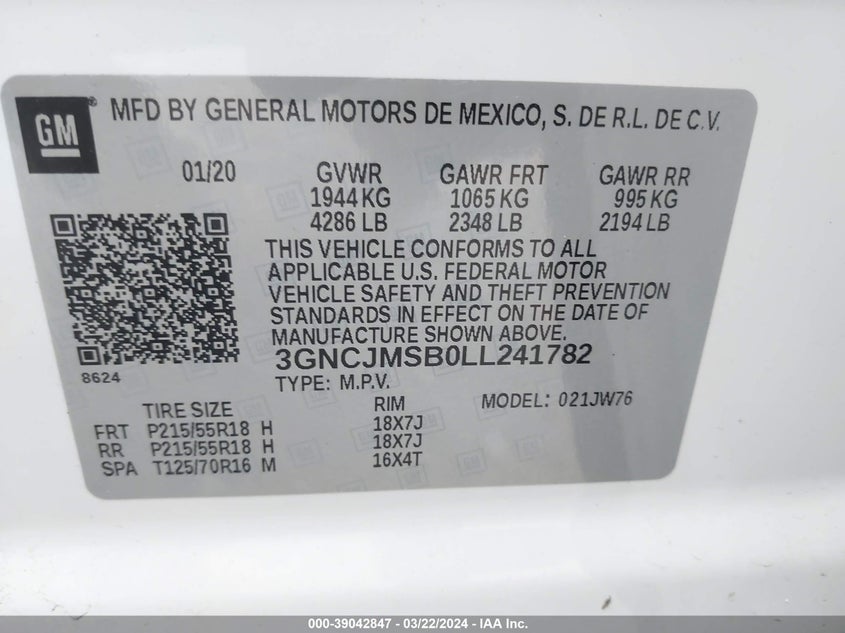 GM ® MFD BY GENERAL MOTORS DE MEXICO, S. DE R.L. DE C.V.
01/20 GVWR GAWR FRT GAWR RR
1944 KG 1065 KG 995 KG
4286 LB 2348 LB 2194 LB
THIS VEHICLE CONFORMS TO ALL
APPLICABLE U.S. FEDERAL MOTOR
VEHICLE SAFETY AND THEFT PREVENTION
STANDARDS IN EFFECT ON THE DATE OF
MANUFACTURE SHOWN ABOVE.
3GNCJMSB0LL241782
8624
TYPE: M.P.V. MODEL: 021JW76
TIRE SIZE RIM
FRT P215/55R18 H 18X7J
RR P215/55R18 H 18X7J
SPA T125/70R16 M 16X4T
000-39042847 - 03/22/2024 - IAA Inc.